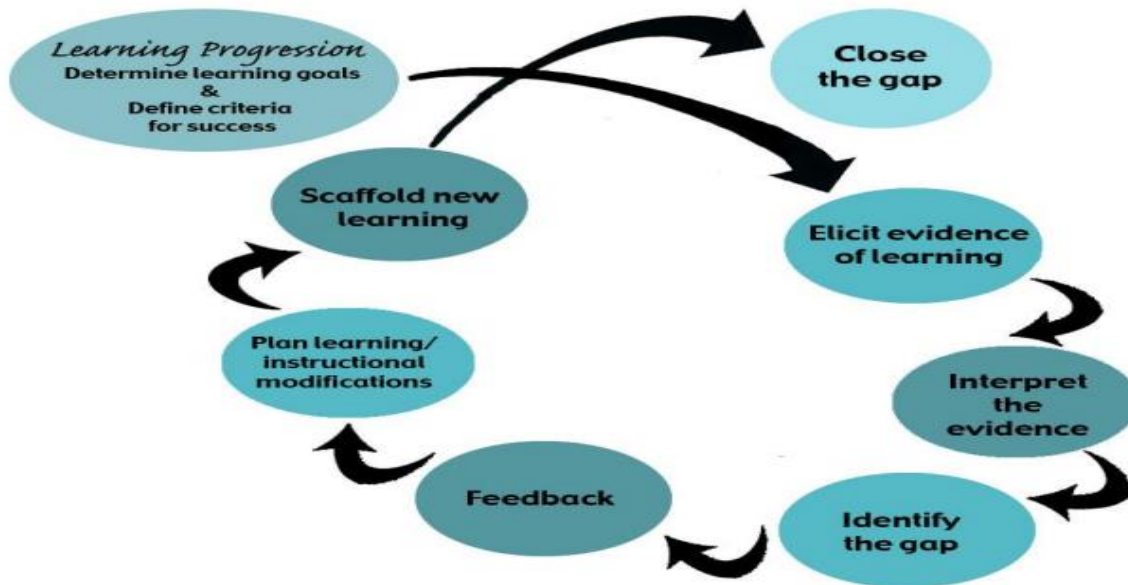 Learning Progression
Determine learning goals
&
Define criteria
for success
Close
the gap
Scaffold new
learning
Elicit evidence
of learning
Plan learning/
instructional
modifications
Interpret
the
evidence
Feedback
Identify
the gap